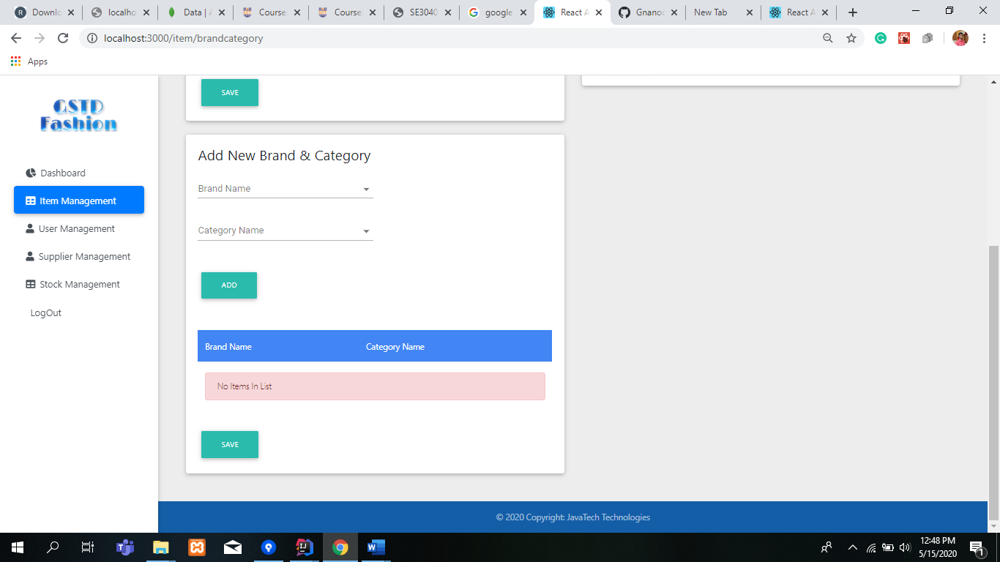 Downlo
localho
Data | A
Course
Course
SE3040
google
React A
Gnanod
New Tab
React A
localhost:3000/item/brandcategory
Apps
GSTD
Fashion
Dashboard
Item Management
User Management
Supplier Management
Stock Management
LogOut
SAVE
Add New Brand & Category
Brand Name
Category Name
ADD
Brand Name Category Name
No Items In List
SAVE
© 2020 Copyright: JavaTech Technologies
12:48 PM
5/15/2020
1